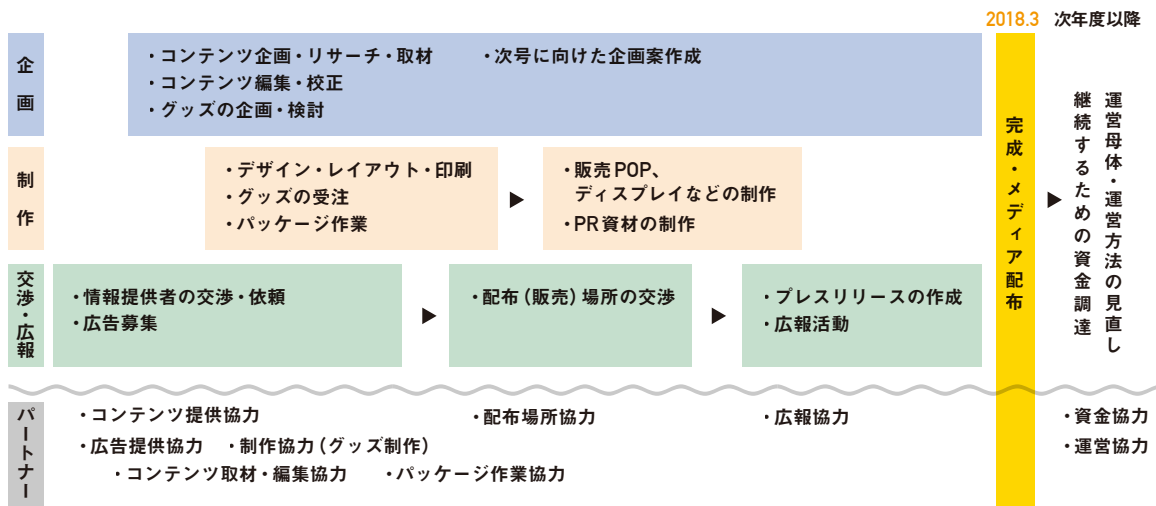 2018.3 次年度以降
企画
・コンテンツ企画・リサーチ・取材
・コンテンツ編集・校正
・グッズの企画・検討
・次号に向けた企画案作成
制作
・デザイン・レイアウト・印刷
・グッズの受注
・パッケージ作業
▶
・販売POP、
ディスプレイなどの制作
・PR資材の制作
交渉・広報
・情報提供者の交渉・依頼
・広告募集
▶
・配布(販売)場所の交渉
▶
・プレスリリースの作成
・広報活動
完成・メディア配布
▶
運営母体・運営方法の見直し
継続するための資金調達
パートナー
・コンテンツ提供協力
・広告提供協力 ・制作協力(グッズ制作)
・コンテンツ取材・編集協力 ・パッケージ作業協力
・配布場所協力
・広報協力
・資金協力
・運営協力